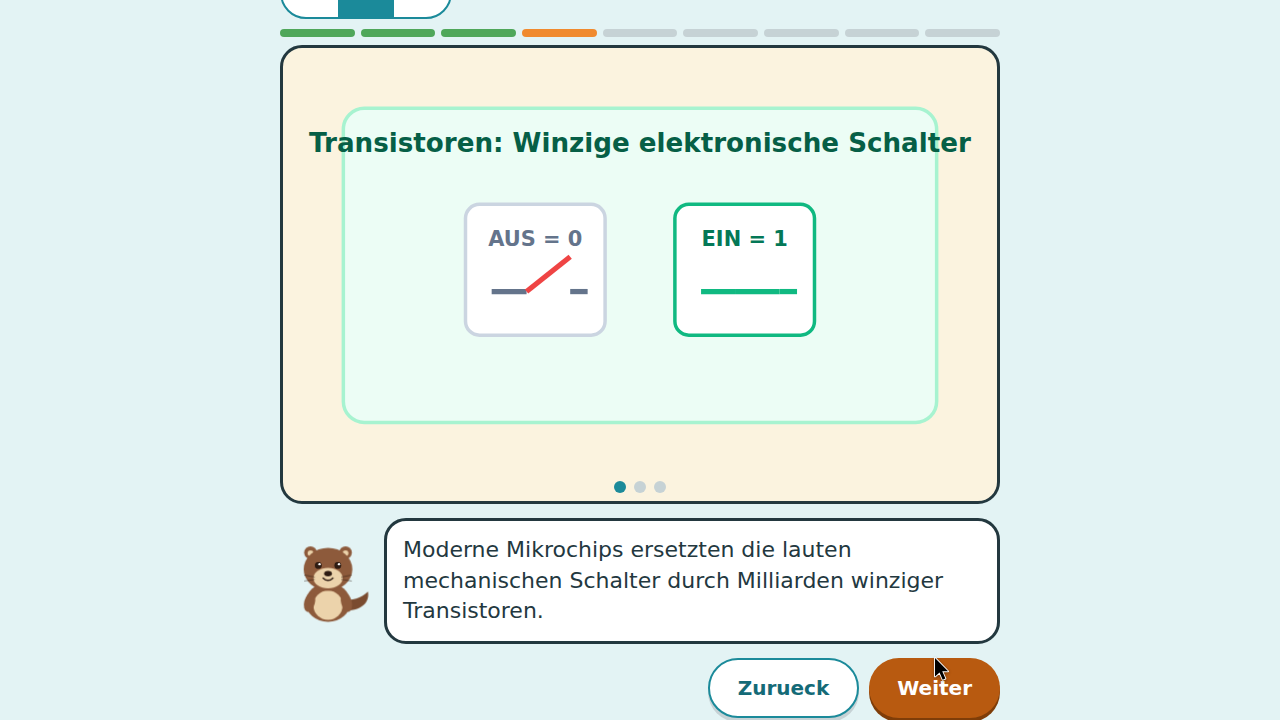 Transistoren: Winzige elektronische Schalter
AUS = 0
EIN = 1
Moderne Mikrochips ersetzten die lauten
mechanischen Schalter durch Milliarden winziger
Transistoren.
Zurueck
Weiter